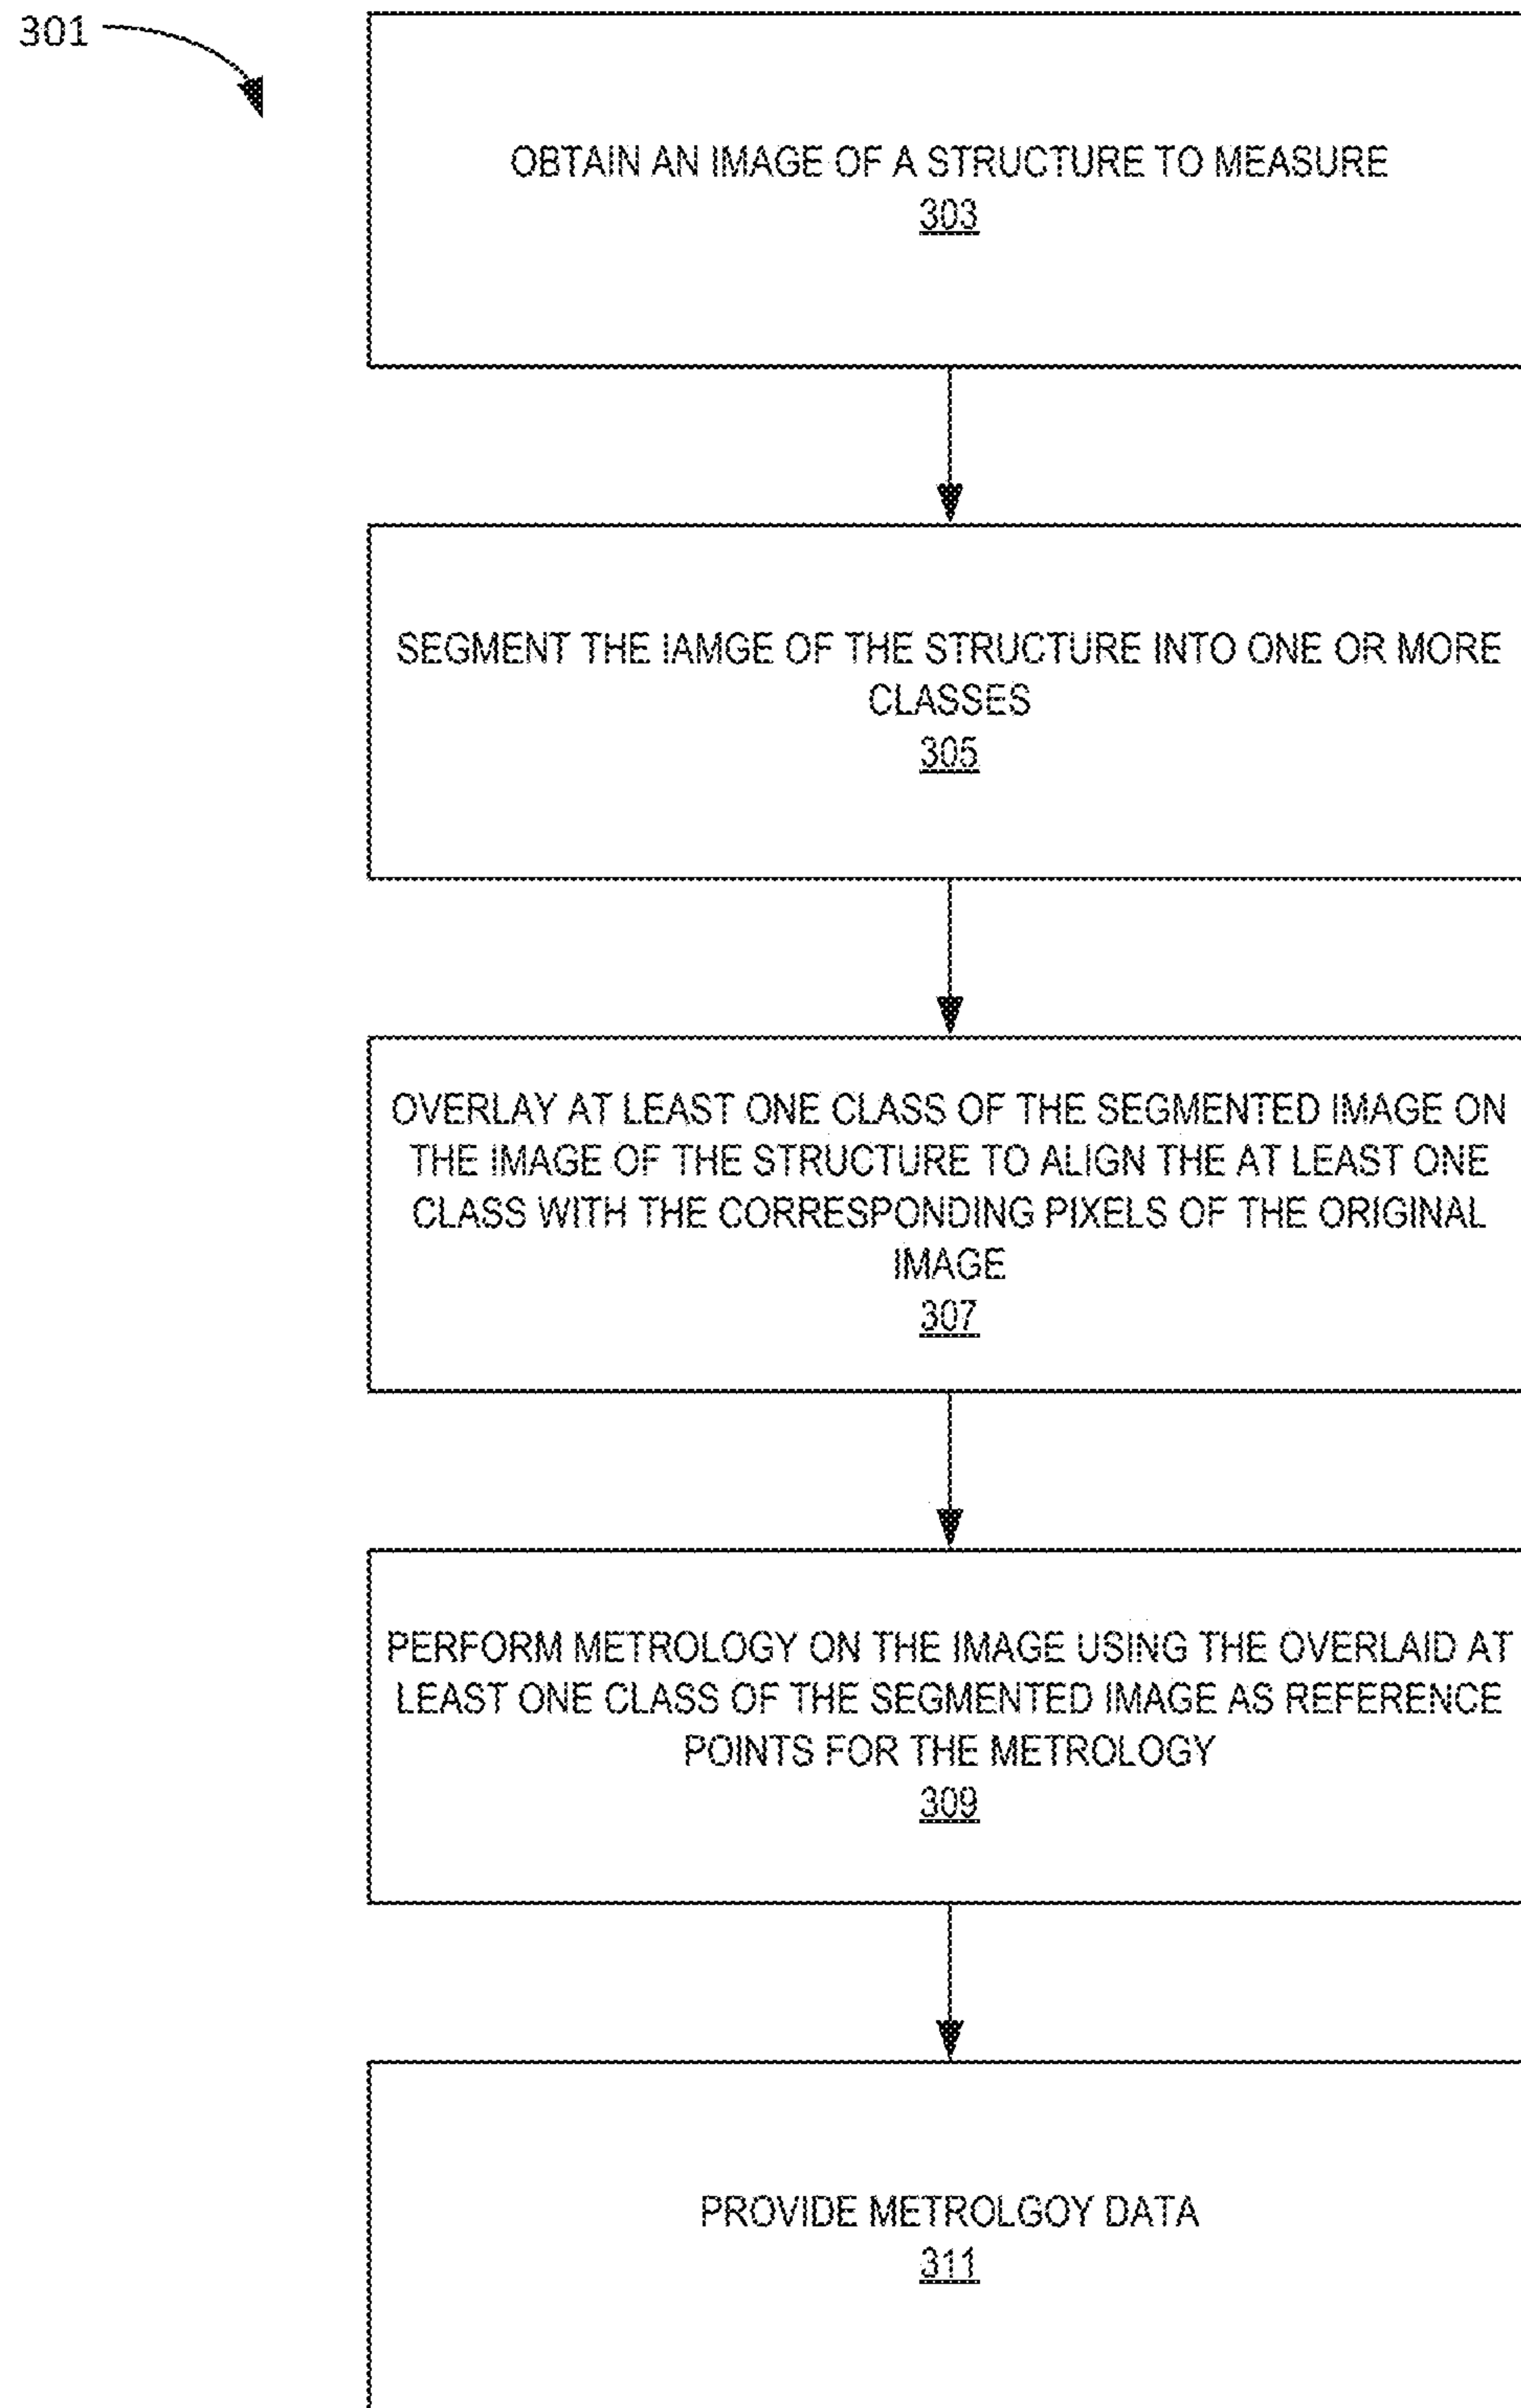 301
OBTAIN AN IMAGE OF A STRUCTURE TO MEASURE
303
SEGMENT THE IAMGE OF THE STRUCTURE INTO ONE OR MORE
CLASSES
305
OVERLAY AT LEAST ONE CLASS OF THE SEGMENTED IMAGE ON
THE IMAGE OF THE STRUCTURE TO ALIGN THE AT LEAST ONE
CLASS WITH THE CORRESPONDING PIXELS OF THE ORIGINAL
IMAGE
307
PERFORM METROLOGY ON THE IMAGE USING THE OVERLAID AT
LEAST ONE CLASS OF THE SEGMENTED IMAGE AS REFERENCE
POINTS FOR THE METROLOGY
309
PROVIDE METROLGOY DATA
311